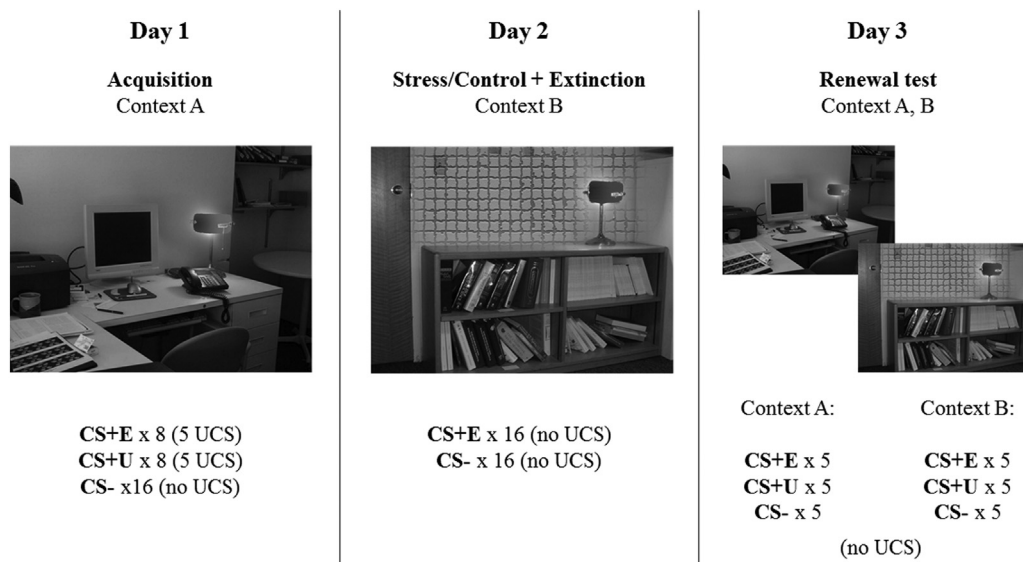 Day 1
Acquisition
Context A
CS+E x 8 (5 UCS)
CS+U x 8 (5 UCS)
CS- x16 (no UCS)
Day 2
Stress/Control + Extinction
Context B
CS+E x 16 (no UCS)
CS- x 16 (no UCS)
Day 3
Renewal test
Context A, B
Context A:
CS+E x 5
CS+U x 5
CS- x 5
Context B:
CS+E x 5
CS+U x 5
CS- x 5
(no UCS)